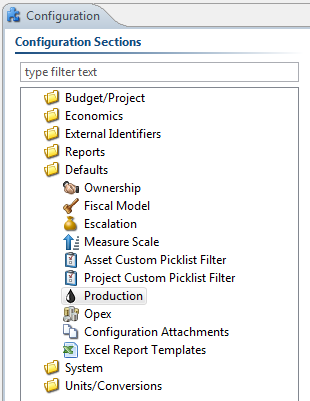 Configuration
Configuration Sections
type filter text
Budget/Project
Economics
External Identifiers
Reports
Defaults
Ownership
Fiscal Model
Escalation
Measure Scale
Asset Custom Picklist Filter
Project Custom Picklist Filter
Production
Opex
Configuration Attachments
Excel Report Templates
System
Units/Conversions